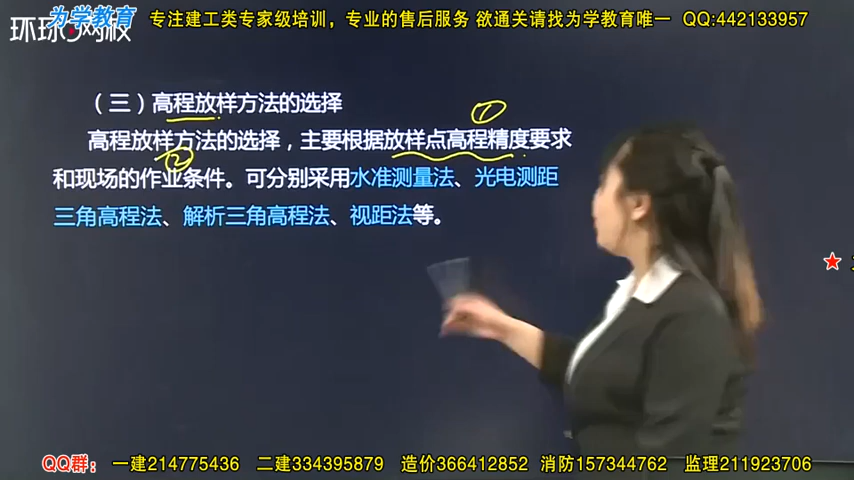 为学教育 专注建工类专家级培训，专业的售后服务 欲通关请找为学教育唯一 QQ:442133957
环球网校
（三）高程放样方法的选择
①
高程放样方法的选择，主要根据放样点高程精度要求
②
和现场的作业条件。可分别采用水准测量法、光电测距
三角高程法、解析三角高程法、视距法等。
QQ群： 一建214775436 二建334395879 造价366412852 消防157344762 监理211923706